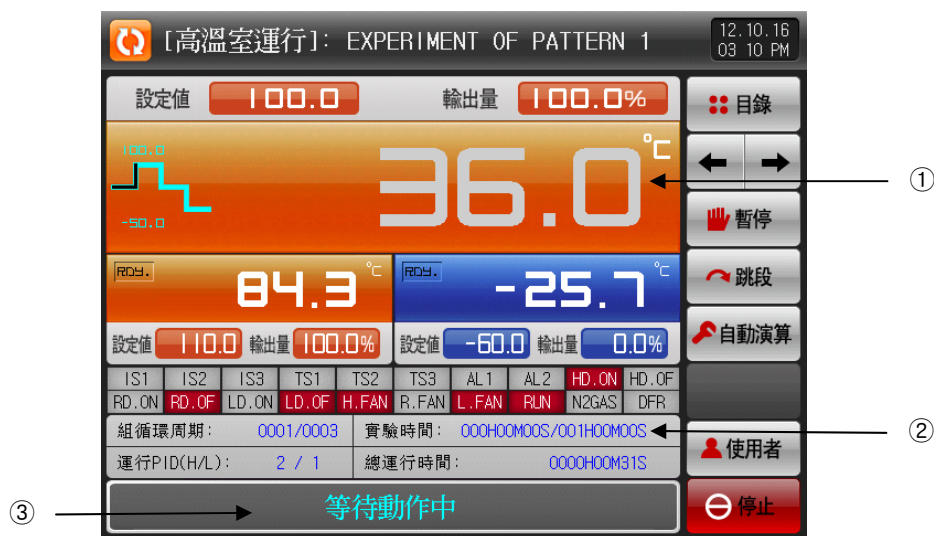 [高溫室運行]: EXPERIMENT OF PATTERN 1
12.10.16
03 10 PM
設定値 100.0 輸出量 100.0%
目錄
100.0
-50.0
36.0 ℃
①
暫停
RDY. 84.3 ℃
RDY. -25.7 ℃
跳段
設定値 110.0 輸出量 100.0%
設定値 -60.0 輸出量 0.0%
自動演算
IS1 IS2 IS3 TS1 TS2 TS3 AL1 AL2 HD.ON HD.OF
RD.ON RD.OF LD.ON LD.OF H.FAN R.FAN L.FAN RUN N2GAS DFR
組循環周期: 0001/0003 實驗時間: 000H00M00S/001H00M00S
②
運行PID(H/L): 2 / 1 總運行時間: 0000H00M31S
使用者
③
等待動作中
停止